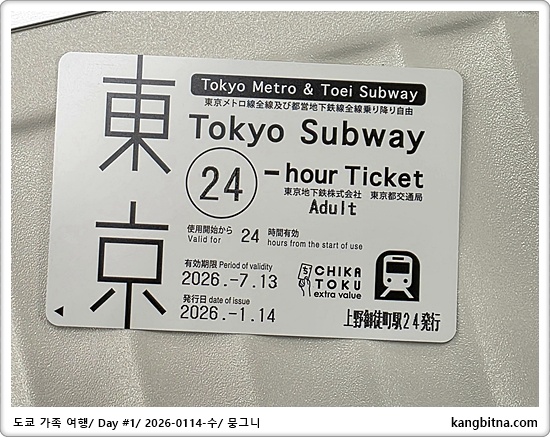 東京
Tokyo Metro & Toei Subway
東京メトロ線全線及び都営地下鉄線全線乗り降り自由
Tokyo Subway
24-hour Ticket
東京地下鉄株式会社 東京都交通局
Adult
使用開始から 24 時間有効
Valid for hours from the start of use
有効期限 Period of validity
2026.-7.13
発行日 date of issue
2026.-1.14
CHIKA
TOKU
extra value
上野御徒町駅24発行
도쿄 가족 여행/ Day #1/ 2026-0114-수/ 뭉그니
kangbitna.com